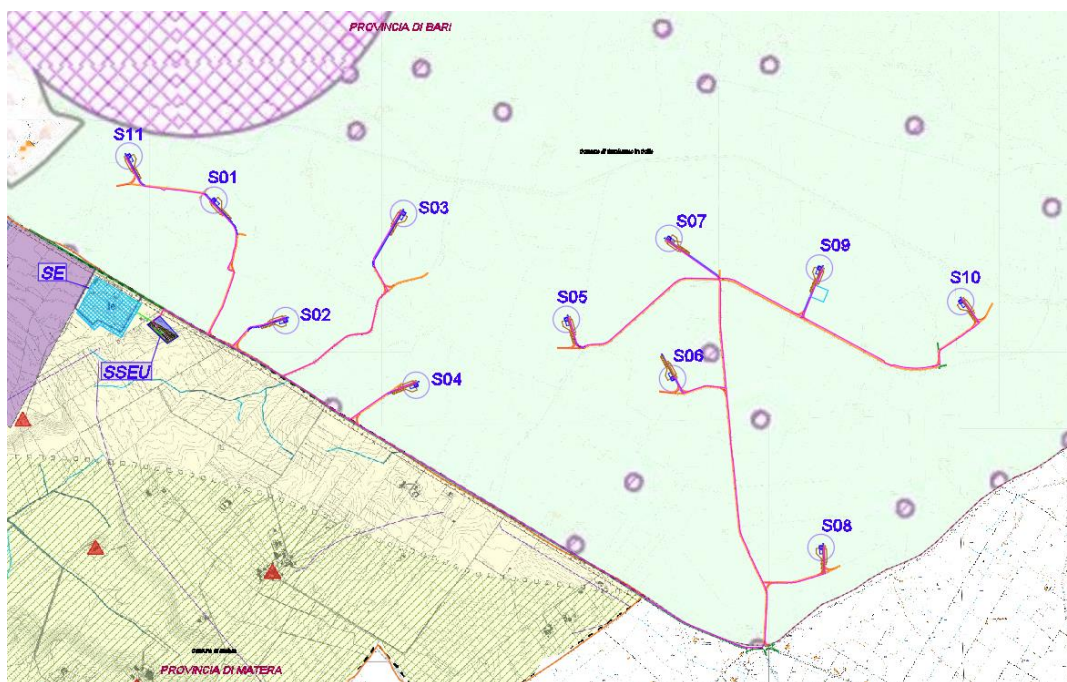 PROVINCIA DI BARI
S11
S01
S03
S07
S09
S10
SE
S02
S05
S06
SSEU
S04
S08
PROVINCIA DI MATERA